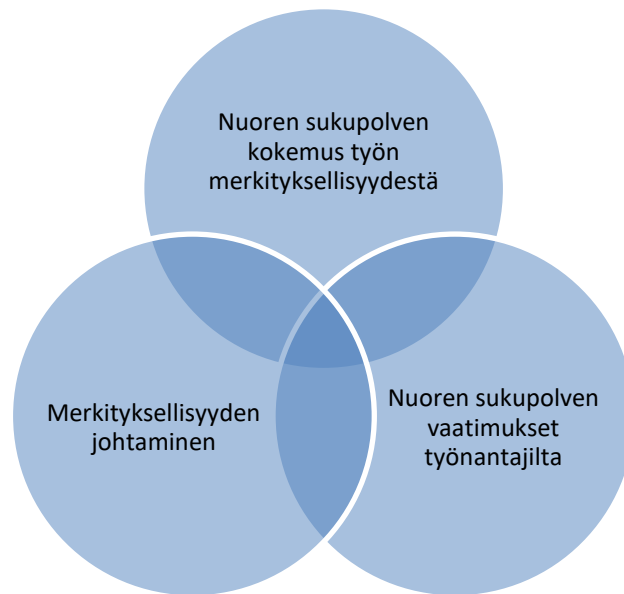 Nuoren sukupolven
kokemus työn
merkityksellisyydestä
Merkityksellisyyden
johtaminen
Nuoren sukupolven
vaatimukset
työnantajilta